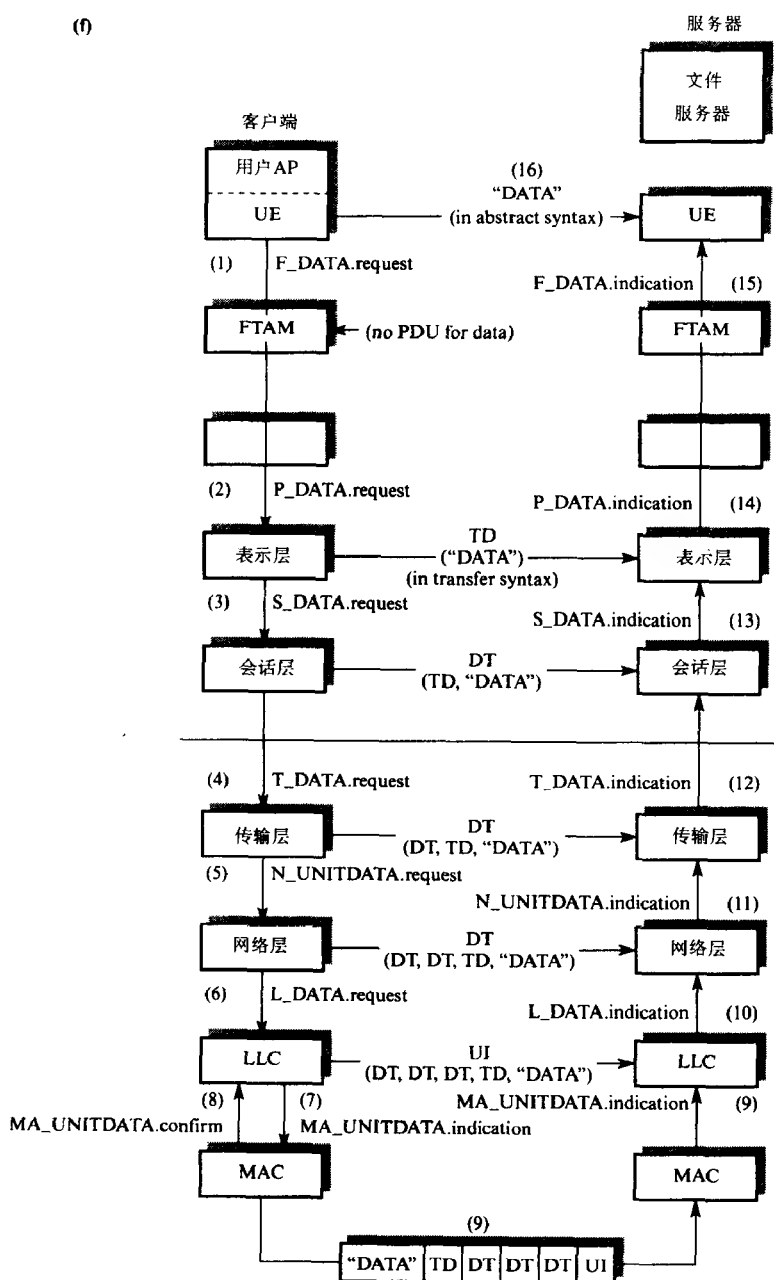 (f)
服务器
文件
服务器
客户端
用户AP
UE
(16)
“DATA”
(in abstract syntax)
UE
(1) F_DATA.request
F_DATA.indication (15)
FTAM
(no PDU for data)
FTAM
(2) P_DATA.request
P_DATA.indication (14)
表示层
TD
(“DATA”)
(in transfer syntax)
表示层
(3) S_DATA.request
S_DATA.indication (13)
会话层
DT
(TD, “DATA”)
会话层
(4) T_DATA.request
T_DATA.indication (12)
传输层
DT
(DT, TD, “DATA”)
传输层
(5) N_UNITDATA.request
N_UNITDATA.indication (11)
网络层
DT
(DT, DT, TD, “DATA”)
网络层
(6) L_DATA.request
L_DATA.indication (10)
LLC
UI
(DT, DT, DT, TD, “DATA”)
LLC
(8) (7)
MA_UNITDATA.indication (9)
MA_UNITDATA.confirm
MA_UNITDATA.indication
MAC
MAC
(9)
“DATA” TD DT DT DT UI